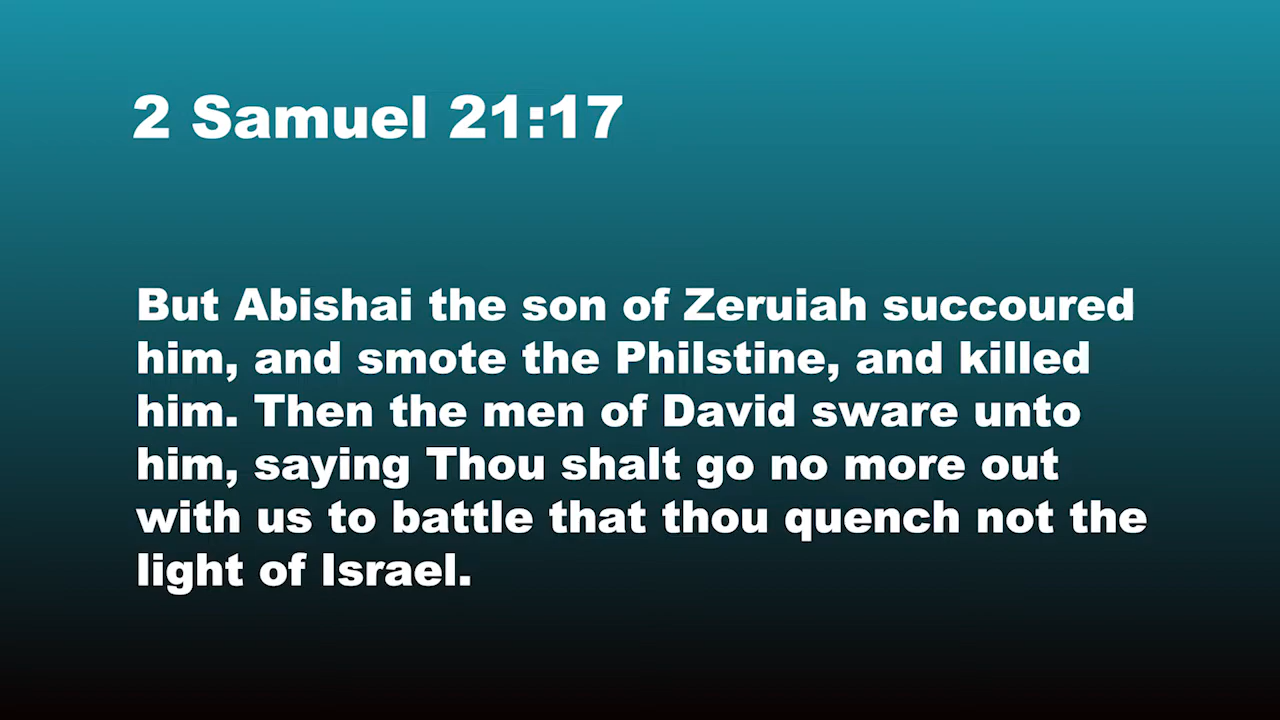 2 Samuel 21:17
But Abishai the son of Zeruiah succoured
him, and smote the Philstine, and killed
him. Then the men of David sware unto
him, saying Thou shalt go no more out
with us to battle that thou quench not the
light of Israel.